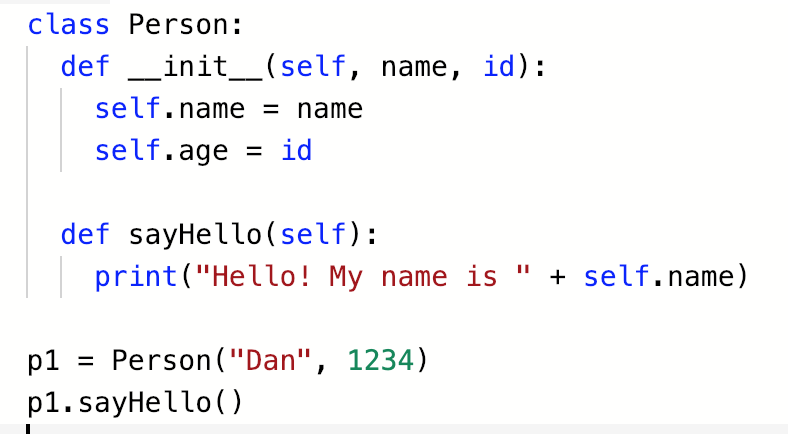 class Person:
  def __init__(self, name, id):
    self.name = name
    self.age = id

  def sayHello(self):
    print("Hello! My name is " + self.name)

p1 = Person("Dan", 1234)
p1.sayHello()